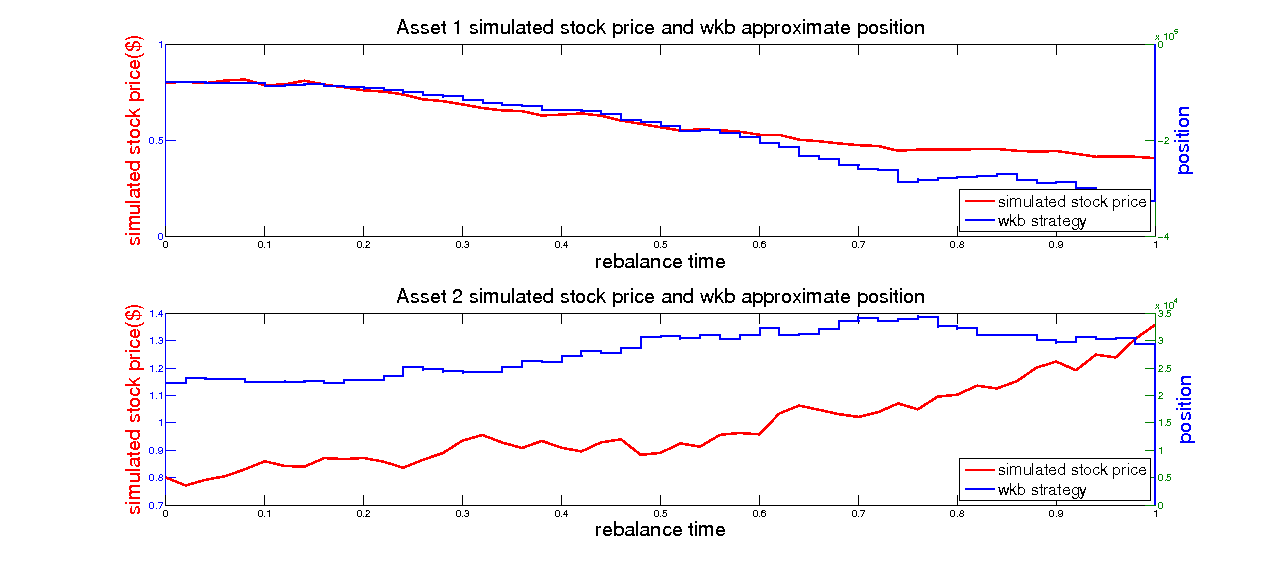 Asset 1 simulated stock price and wkb approximate position
x 10^5
simulated stock price($)
1
0.5
0
0
−2
−4
position
simulated stock price
wkb strategy
0 0.1 0.2 0.3 0.4 0.5 0.6 0.7 0.8 0.9 1
rebalance time
Asset 2 simulated stock price and wkb approximate position
x 10^4
simulated stock price($)
1.4
1.3
1.2
1.1
1
0.9
0.8
0.7
3.5
3
2.5
2
1.5
1
0.5
0
position
simulated stock price
wkb strategy
0 0.1 0.2 0.3 0.4 0.5 0.6 0.7 0.8 0.9 1
rebalance time